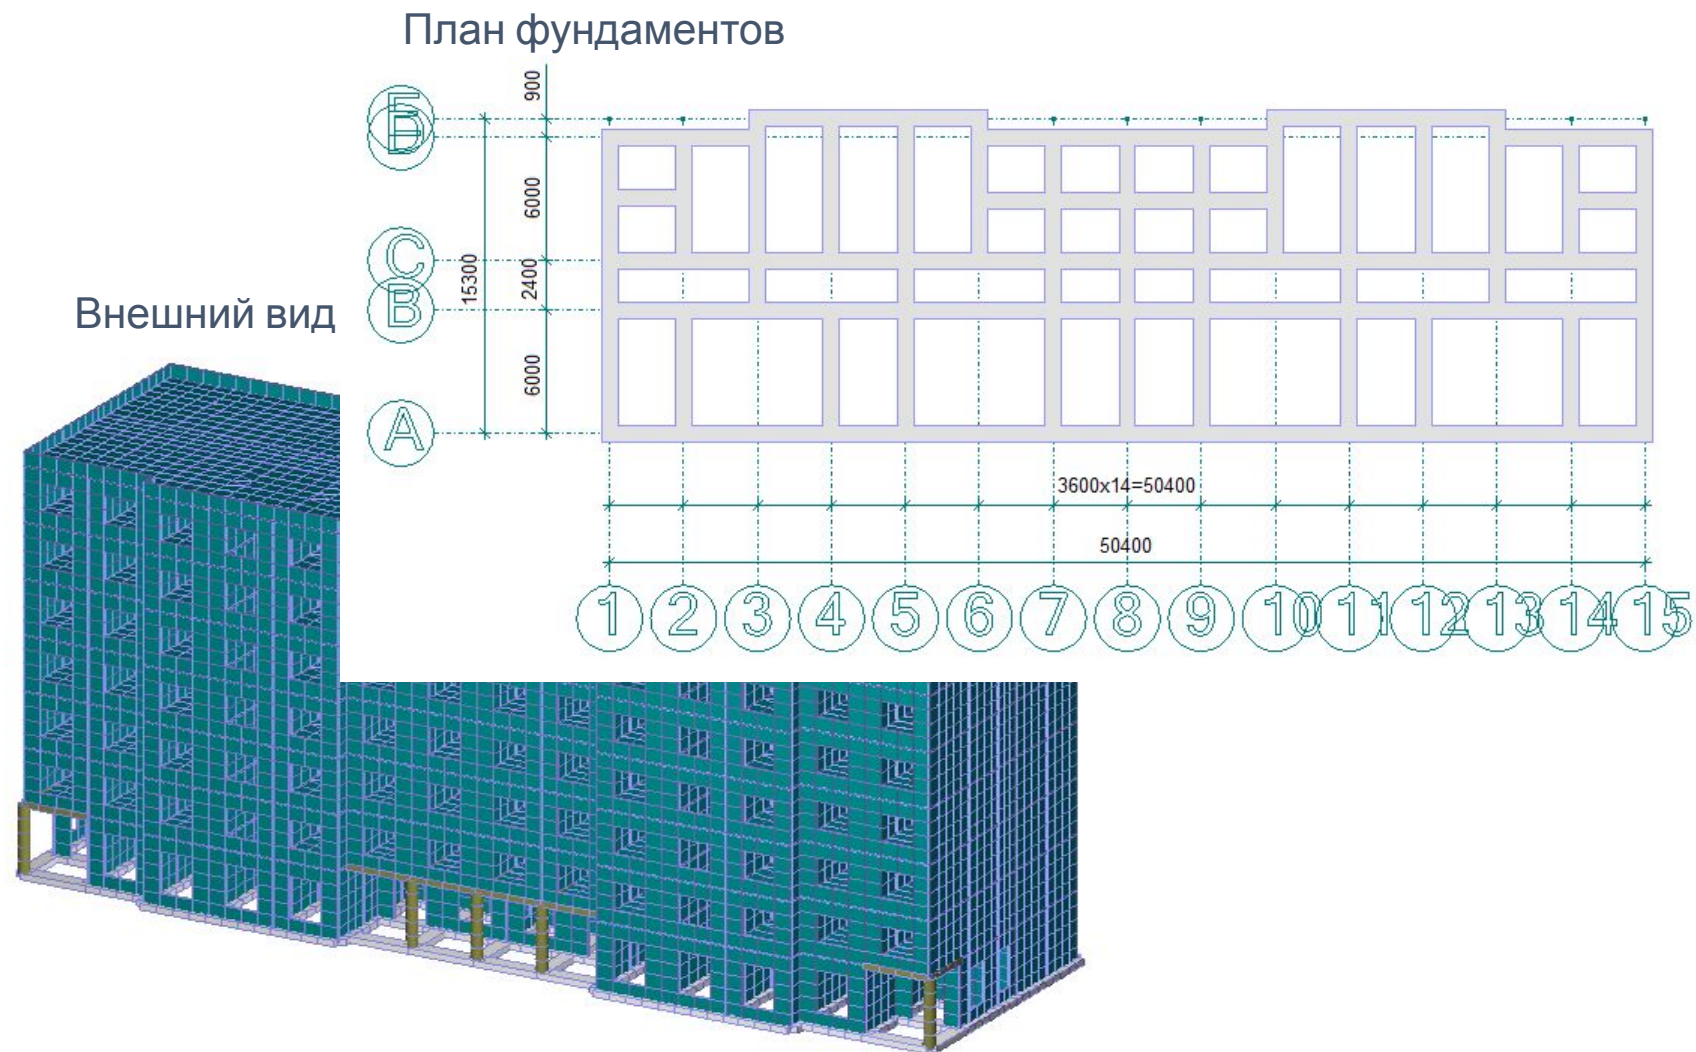 План фундаментов
Внешний вид
Б
D
C
B
A
900
6000
2400
6000
15300
3600x14=50400
50400
1 2 3 4 5 6 7 8 9 10 11 12 13 14 15